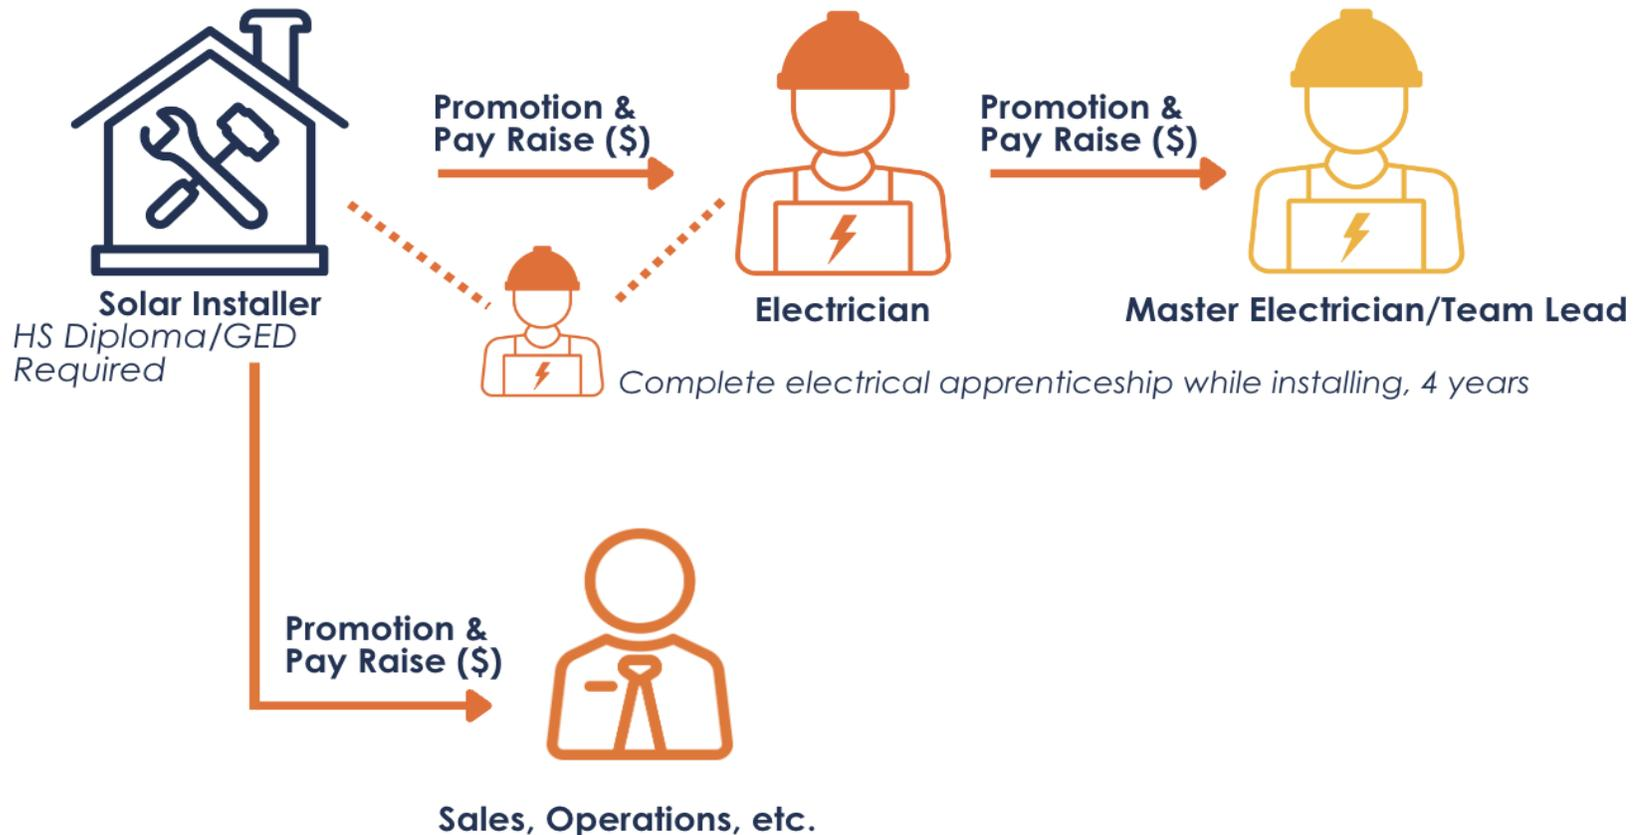 Promotion &
Pay Raise ($)
Promotion &
Pay Raise ($)
Solar Installer
HS Diploma/GED
Required
Electrician
Master Electrician/Team Lead
Complete electrical apprenticeship while installing, 4 years
Promotion &
Pay Raise ($)
Sales, Operations, etc.